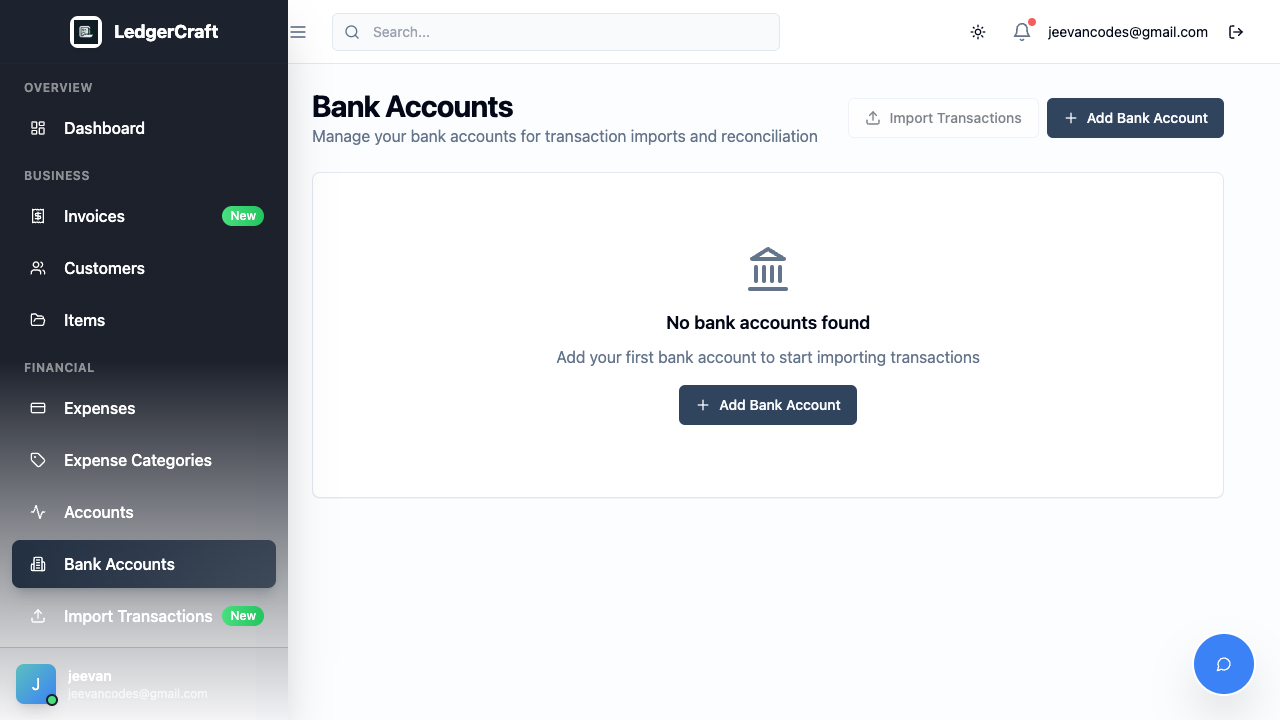 LedgerCraft
OVERVIEW
Dashboard
BUSINESS
Invoices New
Customers
Items
FINANCIAL
Expenses
Expense Categories
Accounts
Bank Accounts
Import Transactions New
J
jeevan
jeevancodes@gmail.com
Search...
jeevancodes@gmail.com
Bank Accounts
Manage your bank accounts for transaction imports and reconciliation
Import Transactions
Add Bank Account
No bank accounts found
Add your first bank account to start importing transactions
Add Bank Account